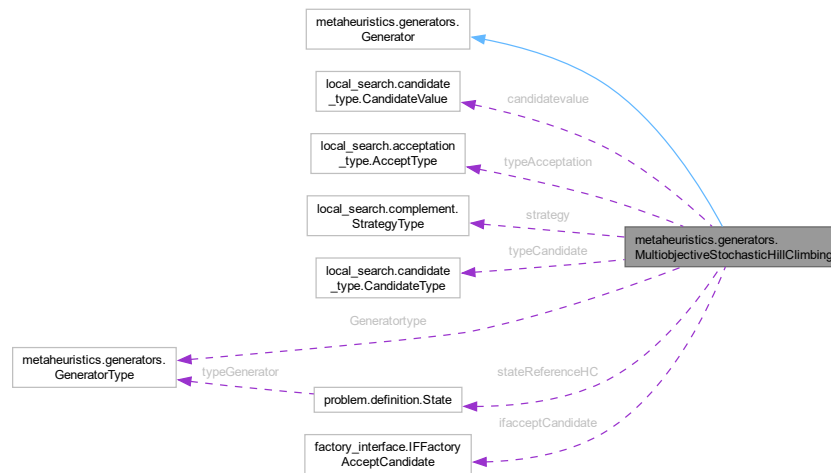 metaheuristics.generators.
Generator
local_search.candidate
_type.CandidateValue
candidatevalue
local_search.acceptation
_type.AcceptType
typeAcceptation
local_search.complement.
StrategyType
strategy
metaheuristics.generators.
MultiobjectiveStochasticHillClimbing
local_search.candidate
_type.CandidateType
typeCandidate
Generatortype
metaheuristics.generators.
GeneratorType
typeGenerator
problem.definition.State
stateReferenceHC
factory_interface.IFFactory
AcceptCandidate
ifacceptCandidate